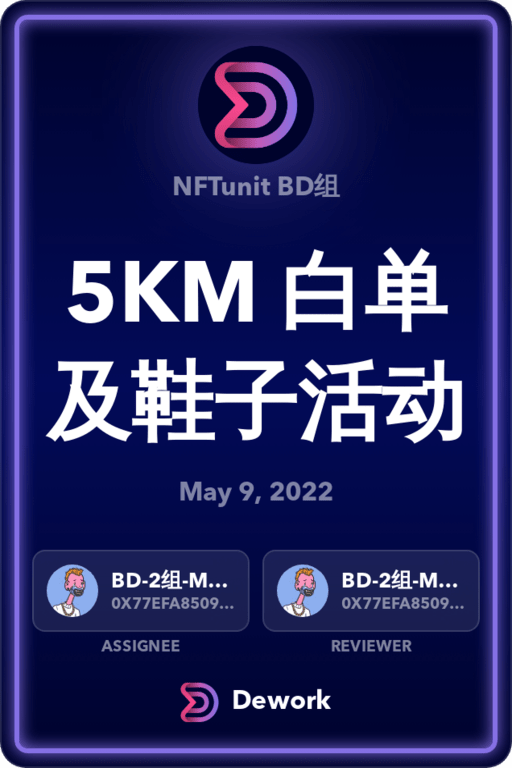 NFTunit BD组
5KM 白单
及鞋子活动
May 9, 2022
BD-2组-M...
0X77EFA8509...
ASSIGNEE
BD-2组-M...
0X77EFA8509...
REVIEWER
Dework